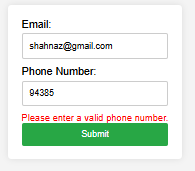 Email:
shahnaz@gmail.com
Phone Number:
94385
Please enter a valid phone number.
Submit